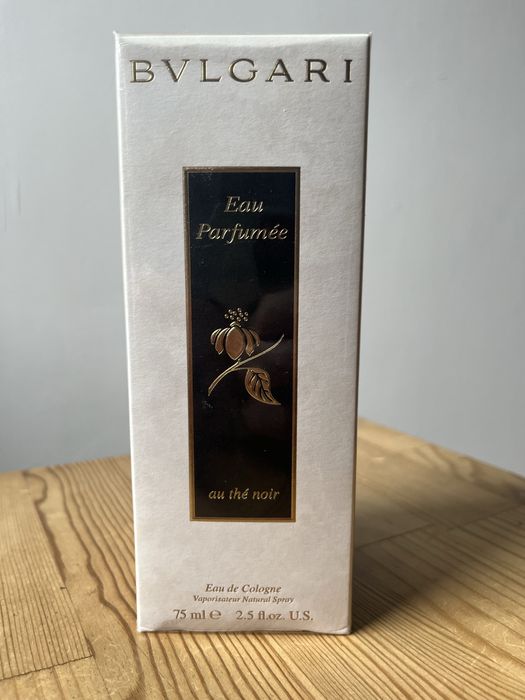 BVLGARI
Eau
Parfumée
au thé noir
Eau de Cologne
Vaporisateur Natural Spray
75 ml ℮ 2.5 fl.oz. U.S.